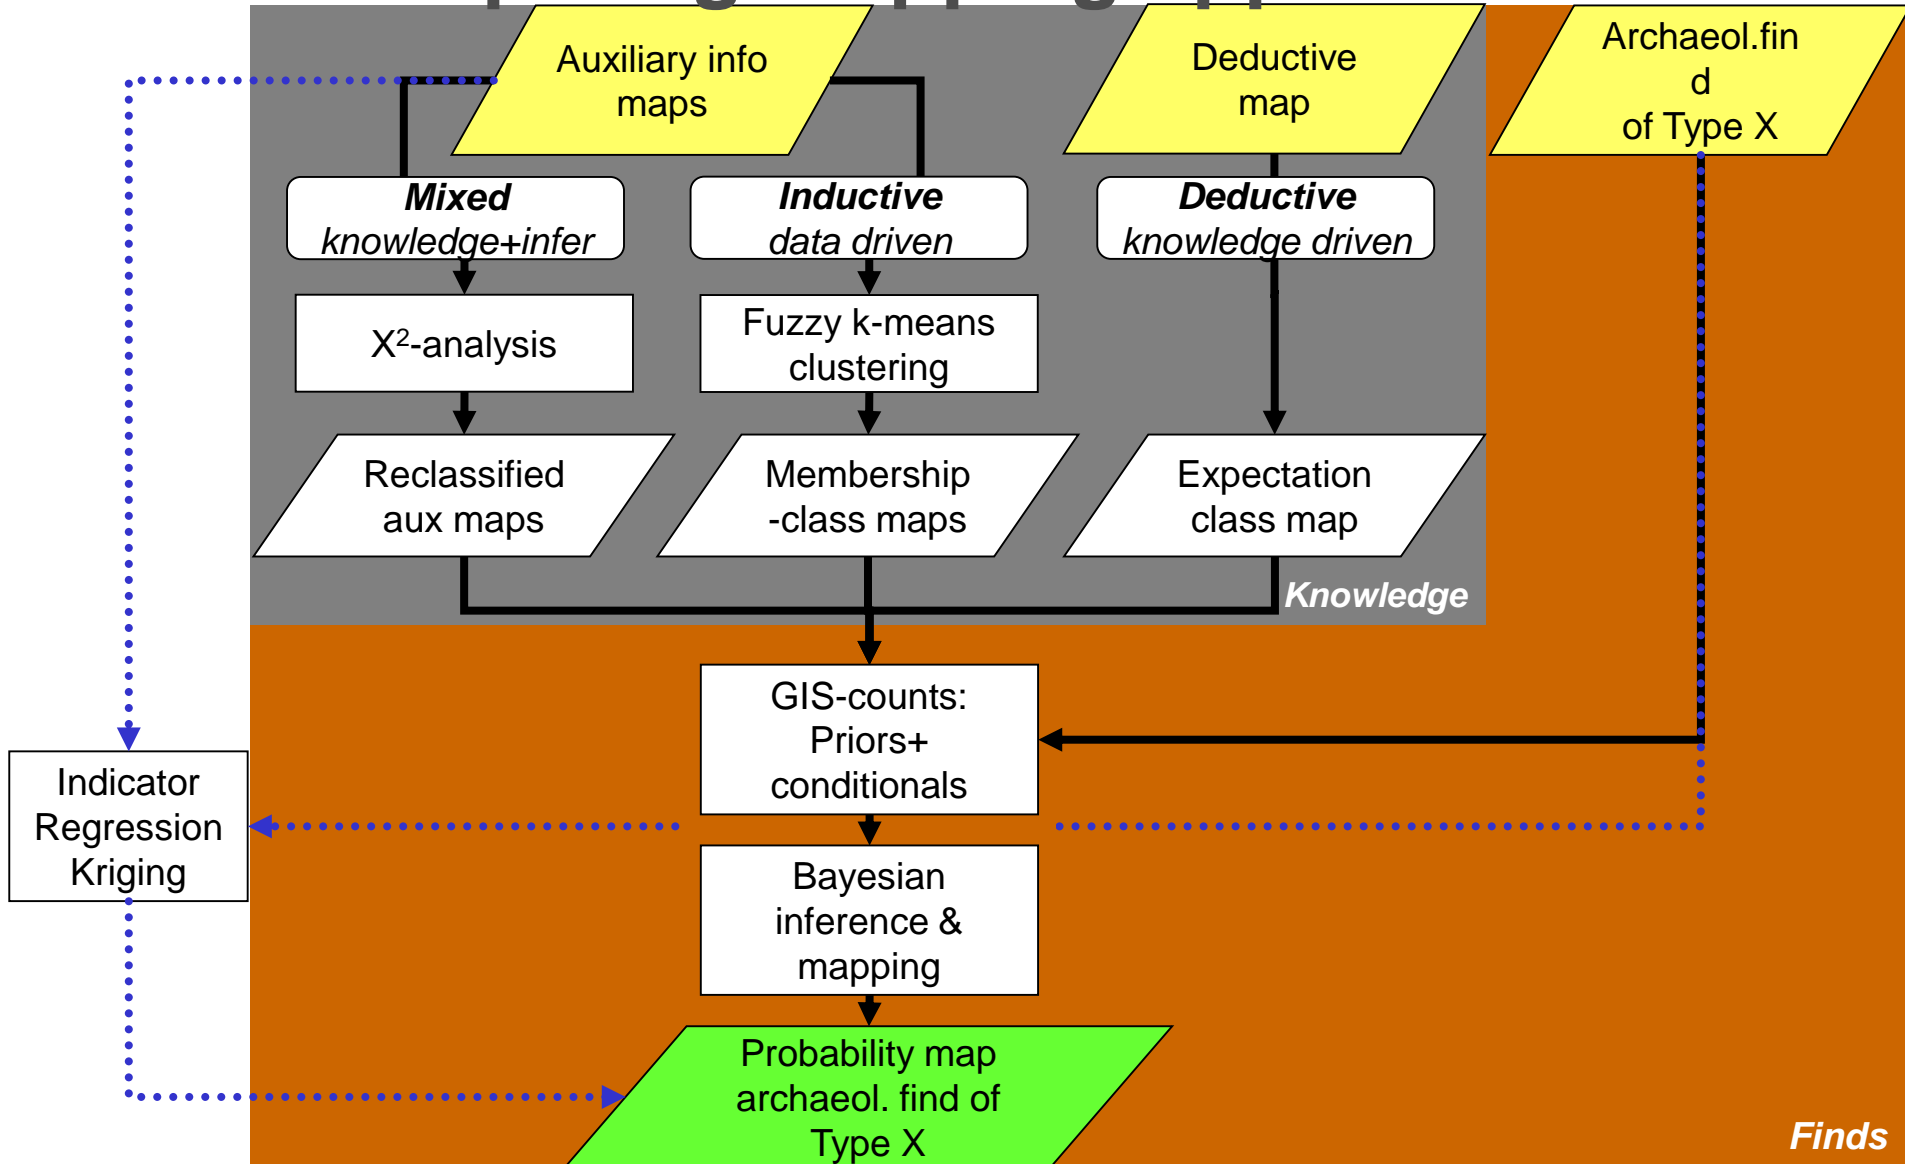 Auxiliary info
maps
Deductive
map
Archaeol.fin
d
of Type X
Mixed
knowledge+infer
Inductive
data driven
Deductive
knowledge driven
X²-analysis
Fuzzy k-means
clustering
Reclassified
aux maps
Membership
-class maps
Expectation
class map
Knowledge
GIS-counts:
Priors+
conditionals
Indicator
Regression
Kriging
Bayesian
inference &
mapping
Probability map
archaeol. find of
Type X
Finds